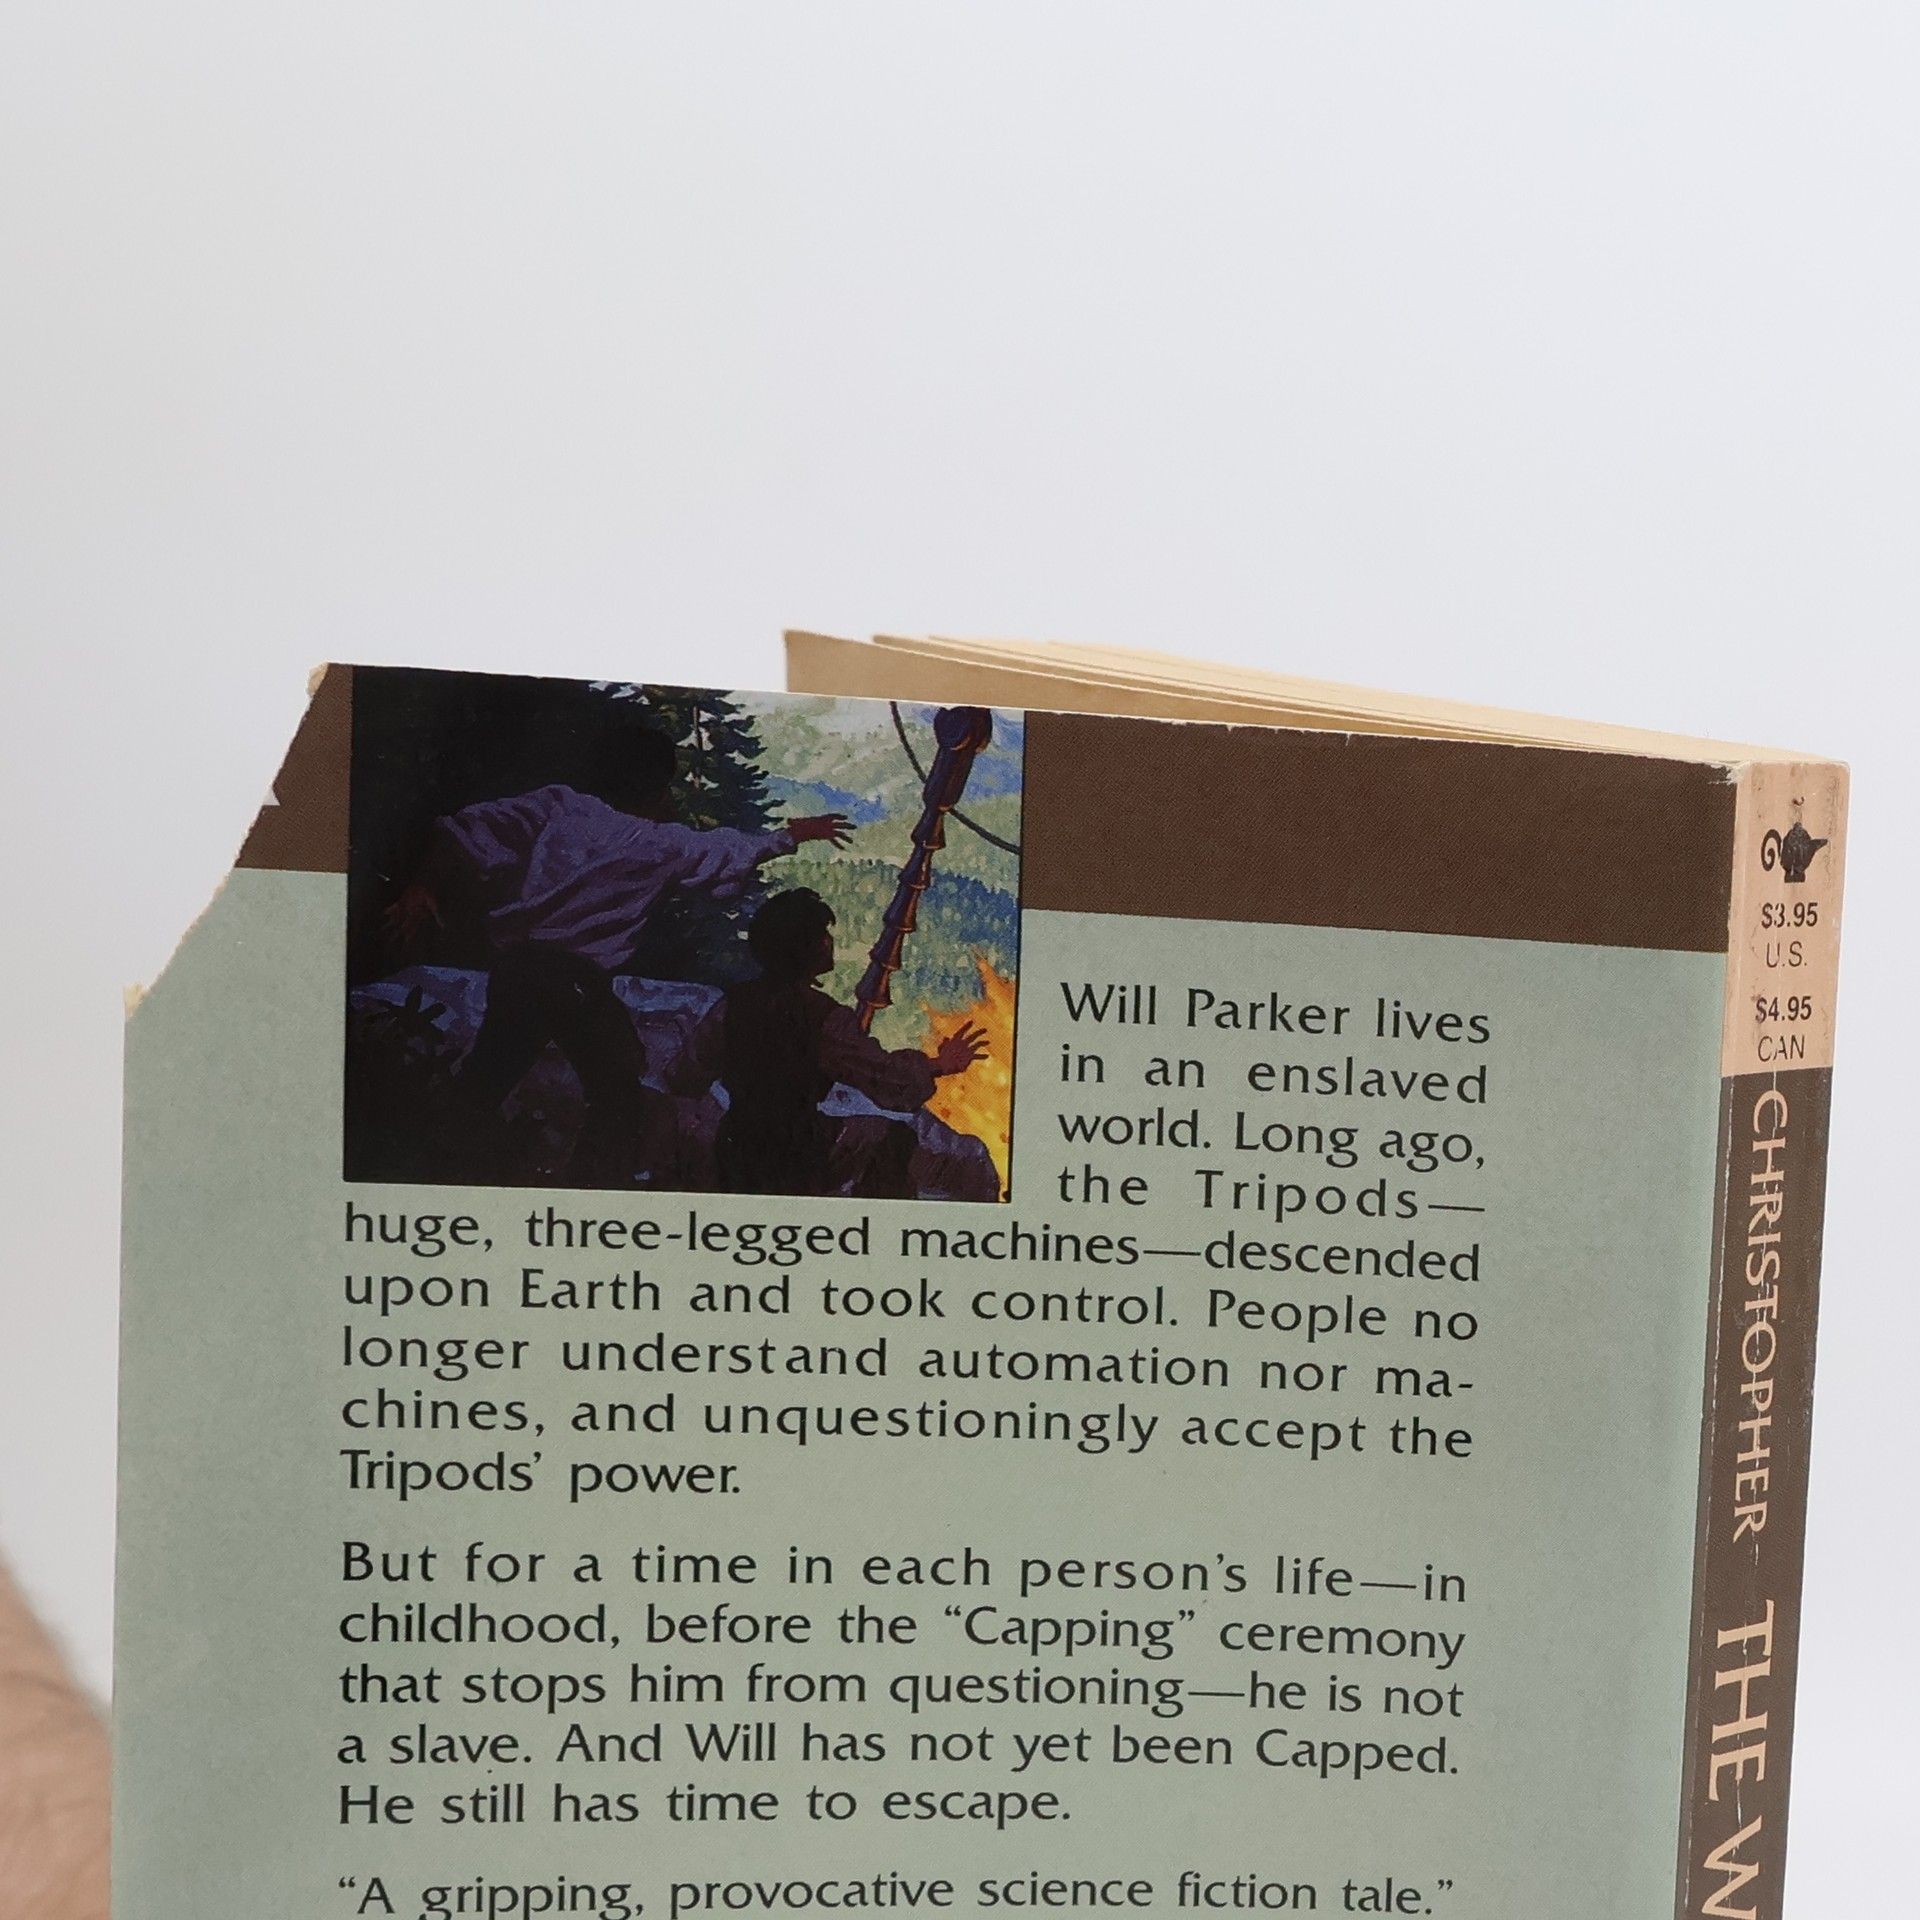 Will Parker lives
in an enslaved
world. Long ago,
the Tripods—
huge, three-legged machines—descended
upon Earth and took control. People no
longer understand automation nor ma-
chines, and unquestioningly accept the
Tripods’ power.
But for a time in each person’s life—in
childhood, before the “Capping” ceremony
that stops him from questioning—he is not
a slave. And Will has not yet been Capped.
He still has time to escape.
“A gripping, provocative science fiction tale.”
$3.95
U.S.
$4.95
CAN
CHRISTOPHER THE W